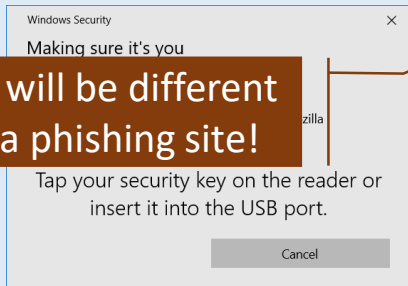 Windows Security
Making sure it's you
will be different
a phishing site!
zilla
Tap your security key on the reader or
insert it into the USB port.
Cancel